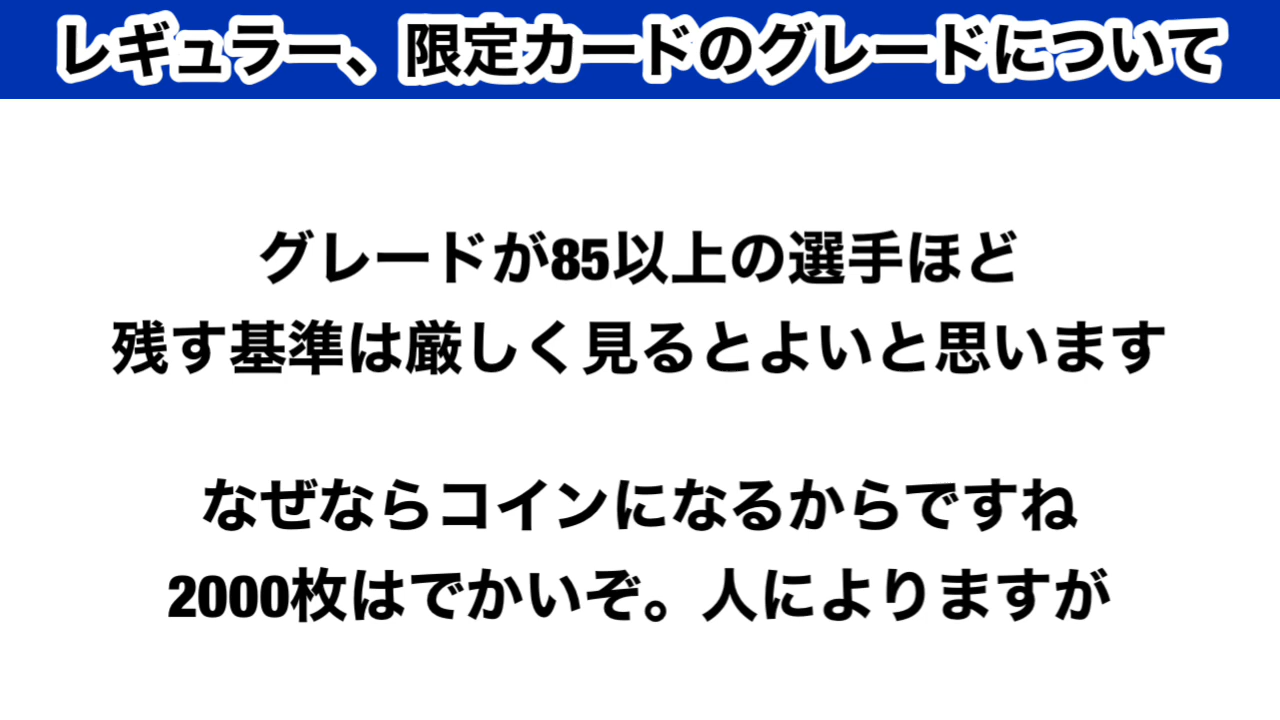 レギュラー、限定カードのグレードについて
グレードが85以上の選手ほど
残す基準は厳しく見るとよいと思います
なぜならコインになるからですね
2000枚はでかいぞ。人によりますが